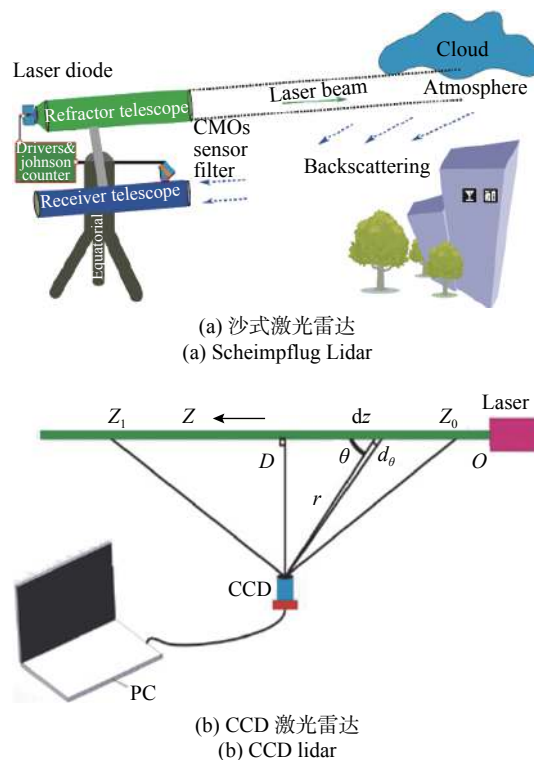 Cloud
Laser diode
Laser beam
Atmosphere
Refractor telescope
CMOs
sensor
filter
Drivers&
johnson
counter
Backscattering
Receiver telescope
Equatorial
(a) 沙式激光雷达
(a) Scheimpflug Lidar
Laser
Z1
Z
dz
Z0
D
θ
dθ
O
r
CCD
PC
(b) CCD 激光雷达
(b) CCD lidar